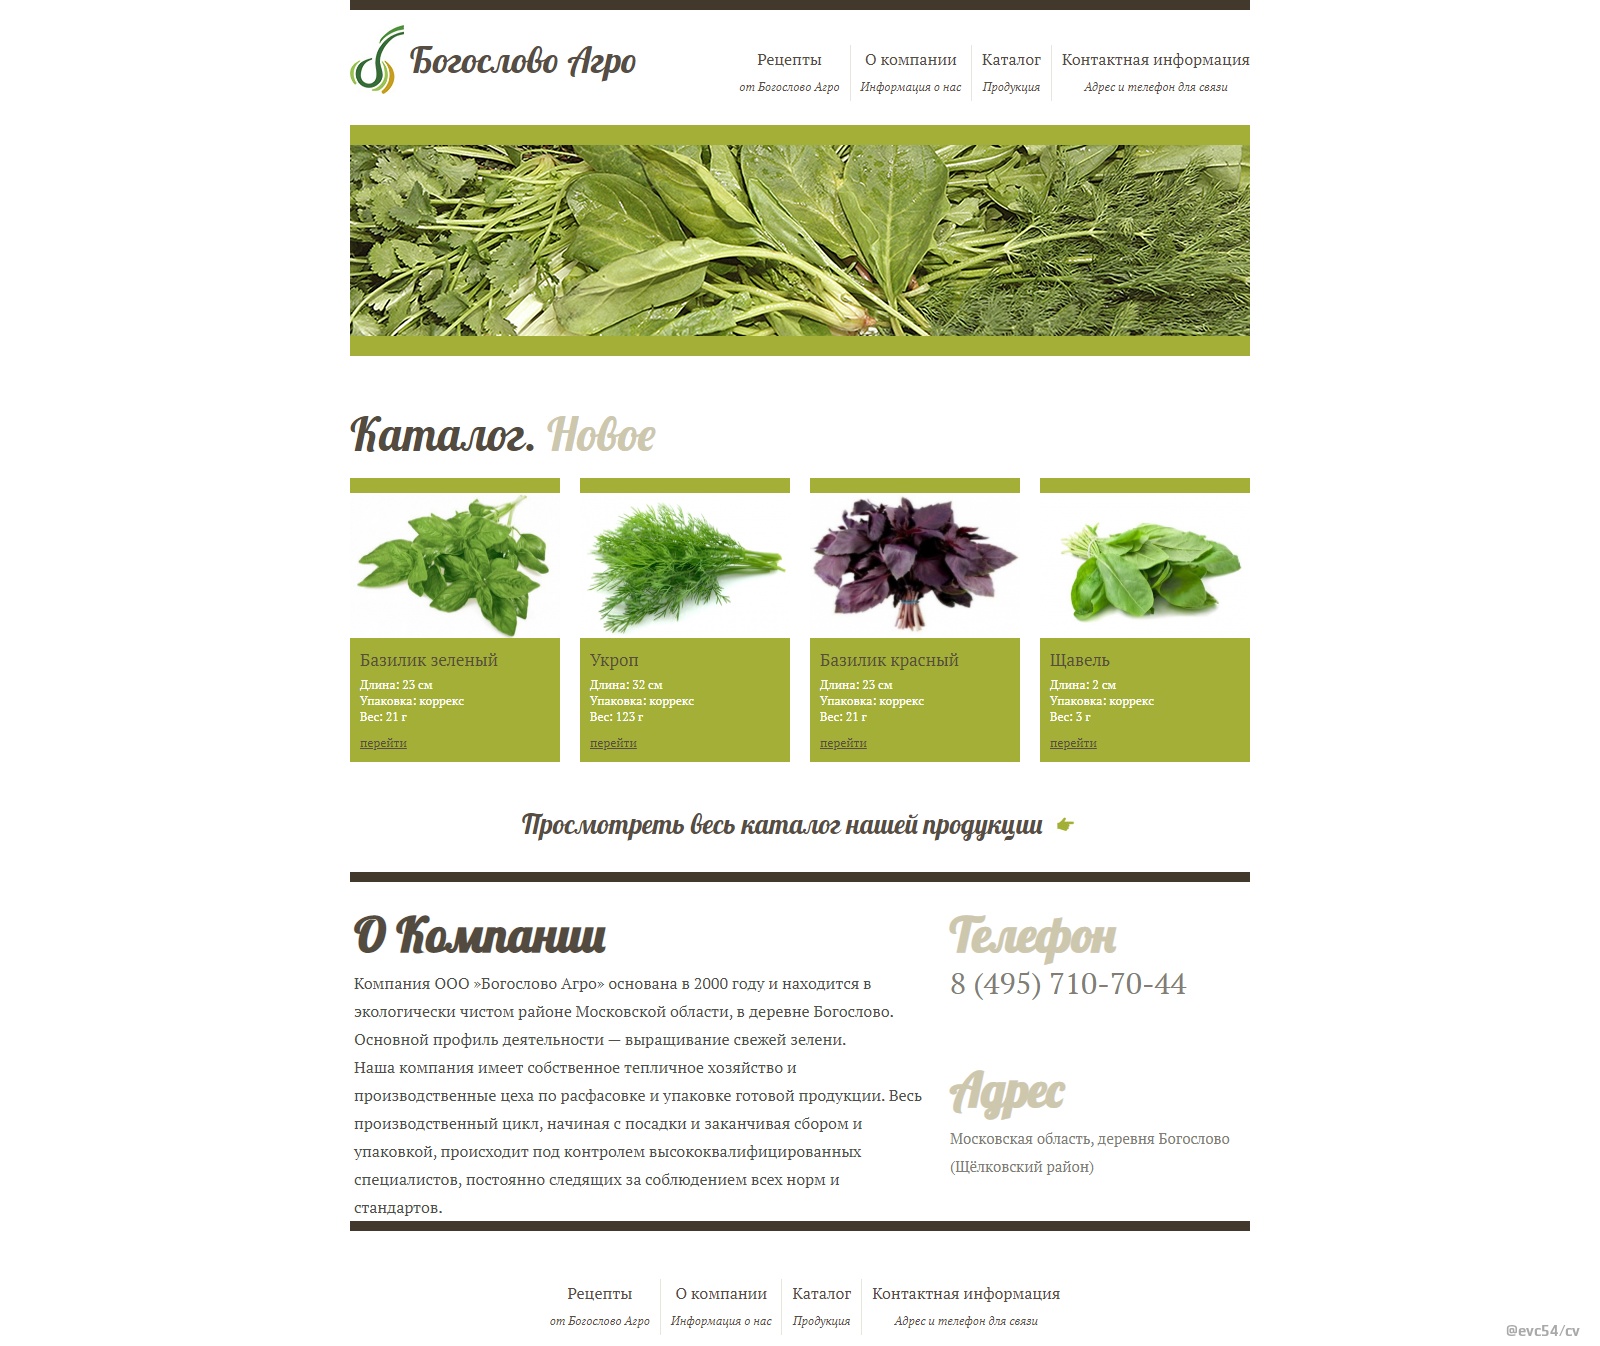 Богослово Агро
Рецепты
от Богослово Агро
О компании
Информация о нас
Каталог
Продукция
Контактная информация
Адрес и телефон для связи
Каталог. Новое
Базилик зеленый
Длина: 23 см
Упаковка: коррекс
Вес: 21 г
перейти
Укроп
Длина: 32 см
Упаковка: коррекс
Вес: 123 г
перейти
Базилик красный
Длина: 23 см
Упаковка: коррекс
Вес: 21 г
перейти
Щавель
Длина: 2 см
Упаковка: коррекс
Вес: 3 г
перейти
Просмотреть весь каталог нашей продукции
О Компании
Компания ООО »Богослово Агро» основана в 2000 году и находится в
экологически чистом районе Московской области, в деревне Богослово.
Основной профиль деятельности — выращивание свежей зелени.
Наша компания имеет собственное тепличное хозяйство и
производственные цеха по расфасовке и упаковке готовой продукции. Весь
производственный цикл, начиная с посадки и заканчивая сбором и
упаковкой, происходит под контролем высококвалифицированных
специалистов, постоянно следящих за соблюдением всех норм и
стандартов.
Телефон
8 (495) 710-70-44
Адрес
Московская область, деревня Богослово
(Щёлковский район)
Рецепты
от Богослово Агро
О компании
Информация о нас
Каталог
Продукция
Контактная информация
Адрес и телефон для связи
@evc54/cv